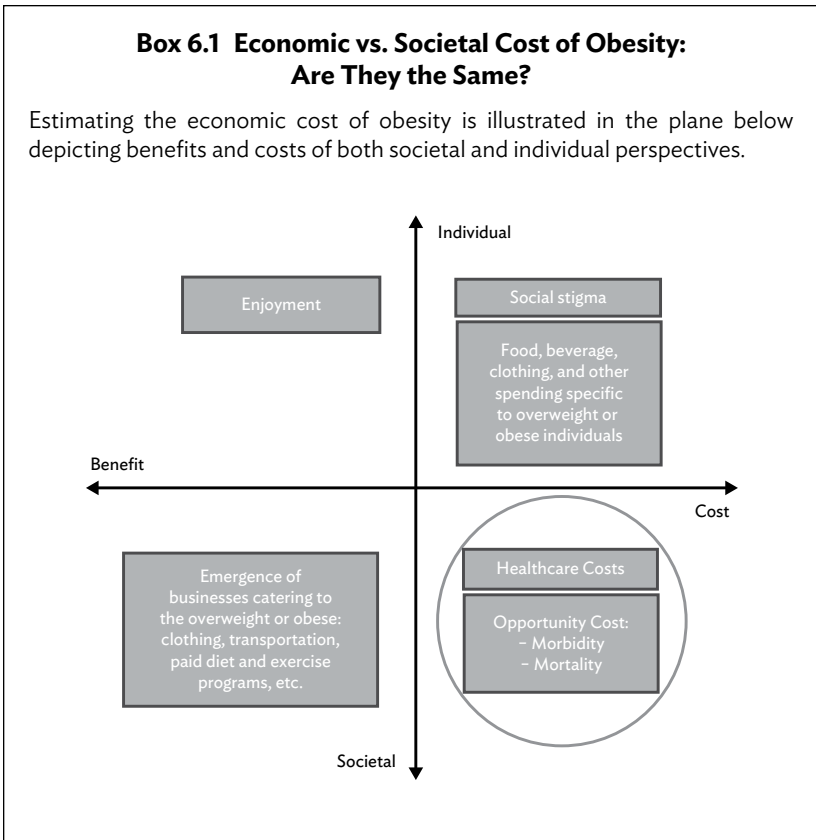 Box 6.1 Economic vs. Societal Cost of Obesity:
Are They the Same?
Estimating the economic cost of obesity is illustrated in the plane below
depicting benefits and costs of both societal and individual perspectives.
Individual
Enjoyment
Social stigma
Food, beverage,
clothing, and other
spending specific
to overweight or
obese individuals
Benefit
Cost
Emergence of
businesses catering to
the overweight or obese:
clothing, transportation,
paid diet and exercise
programs, etc.
Healthcare Costs
Opportunity Cost:
– Morbidity
– Mortality
Societal